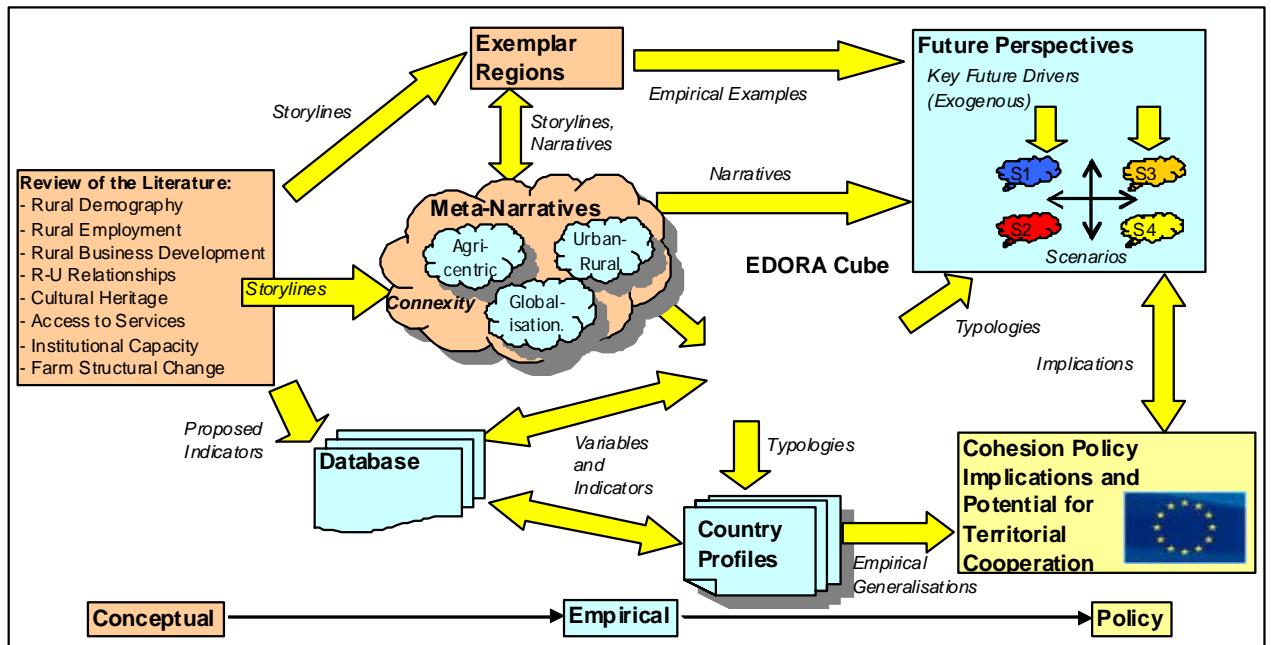 Exemplar
Regions
Storylines
Empirical Examples
Storylines,
Narratives
Future Perspectives
Key Future Drivers
(Exogenous)
S1
S3
S2
S4
Scenarios
Review of the Literature:
- Rural Demography
- Rural Employment
- Rural Business Development
- R-U Relationships
- Cultural Heritage
- Access to Services
- Institutional Capacity
- Farm Structural Change
Storylines
Meta-Narratives
Agri-
centric
Urban-
Rural
Connexity
Global-
isation.
Narratives
EDORA Cube
Typologies
Implications
Proposed
Indicators
Database
Variables
and
Indicators
Typologies
Country
Profiles
Empirical
Generalisations
Cohesion Policy
Implications and
Potential for
Territorial
Cooperation
Conceptual
Empirical
Policy